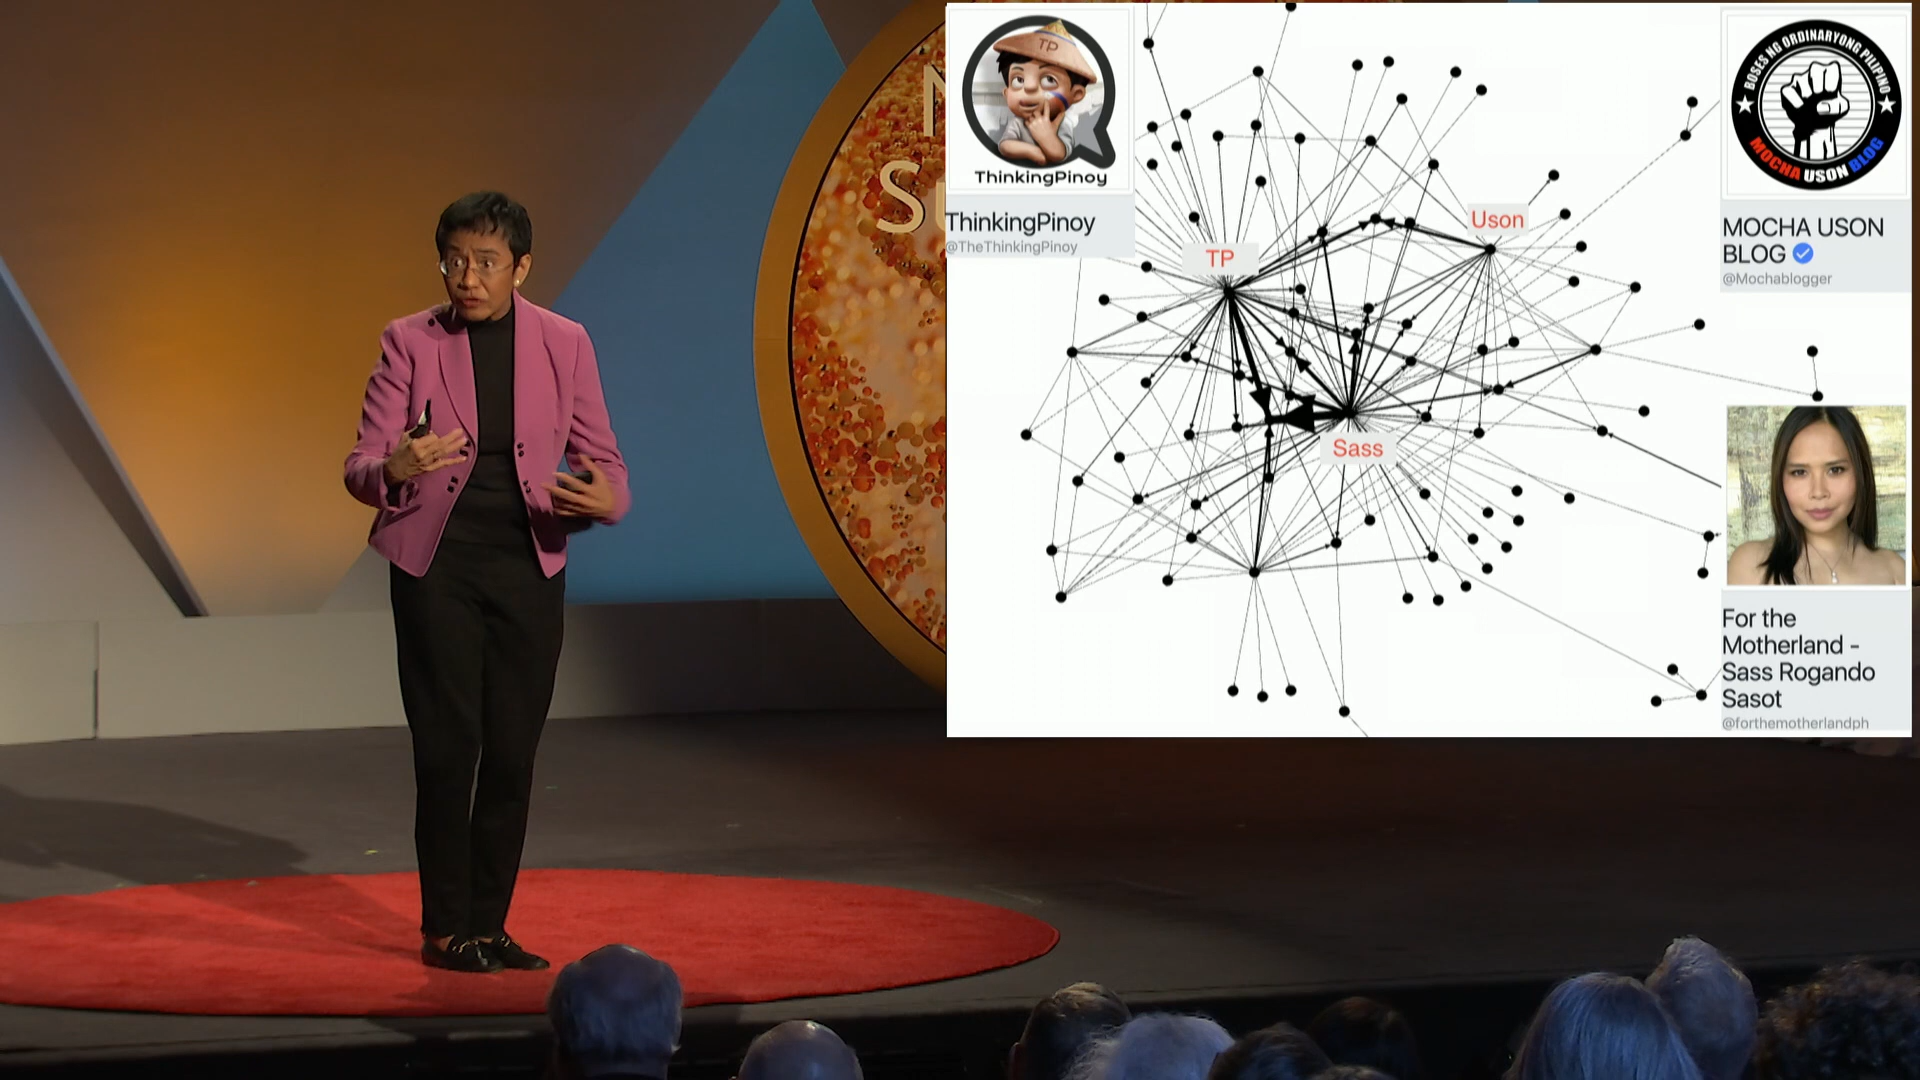 TP
ThinkingPinoy
ThinkingPinoy
@TheThinkingPinoy
TP
Uson
Sass
BOSES NG ORDINARYONG PILIPINO
MOCHA USON BLOG
MOCHA USON
BLOG
@Mochablogger
For the
Motherland -
Sass Rogando
Sasot
@forthemotherlandph